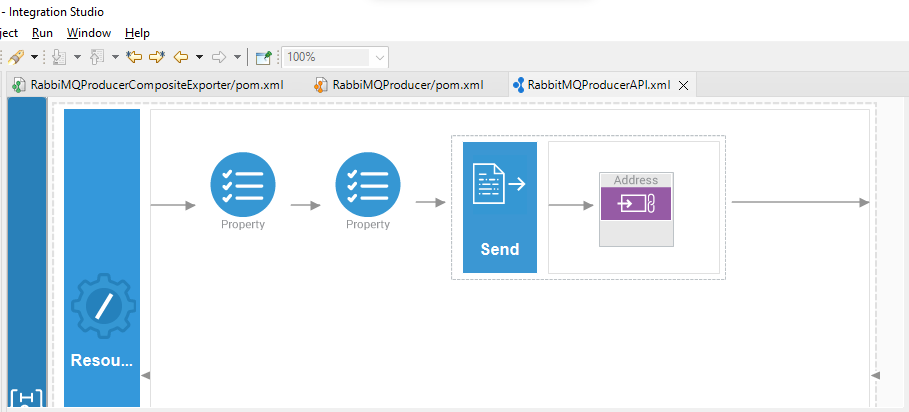 - Integration Studio
ject Run Window Help
100%
RabbiMQProducerCompositeExporter/pom.xml RabbiMQProducer/pom.xml RabbitMQProducerAPI.xml
Address
Property Property
Send
Resou...